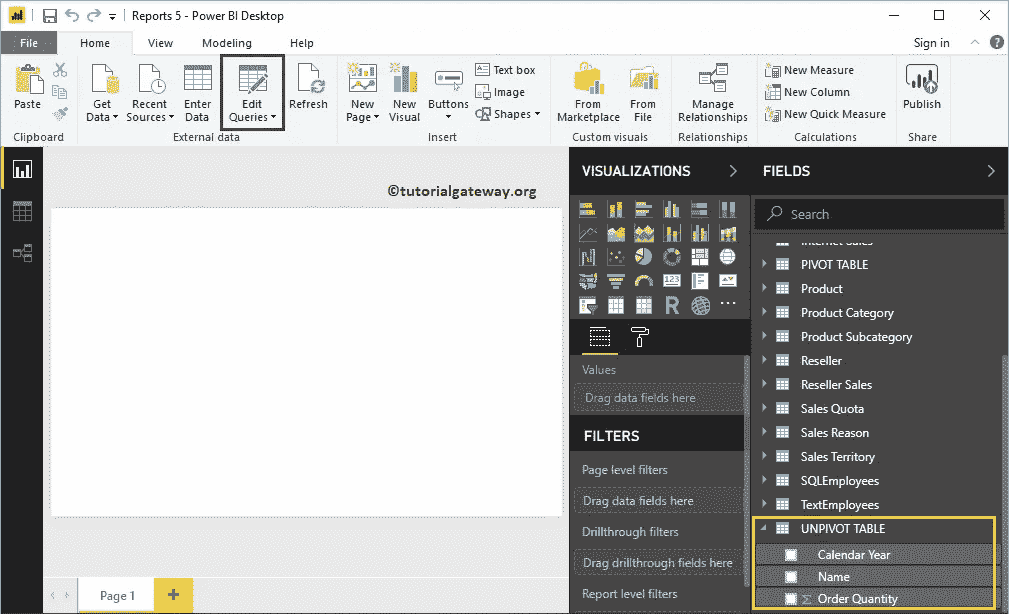 Reports 5 - Power BI Desktop
File Home View Modeling Help Sign in
Paste
Clipboard
Get Data
Recent Sources
Enter Data
Edit Queries
Refresh
External data
New Page
New Visual
Buttons
Text box
Image
Shapes
Insert
From Marketplace
From File
Custom visuals
Manage Relationships
Relationships
New Measure
New Column
New Quick Measure
Calculations
Publish
Share
©tutorialgateway.org
Page 1
VISUALIZATIONS
123
R
Values
Drag data fields here
FILTERS
Page level filters
Drag data fields here
Drillthrough filters
Drag drillthrough fields here
Report level filters
FIELDS
Search
Internet Sales
PIVOT TABLE
Product
Product Category
Product Subcategory
Reseller
Reseller Sales
Sales Quota
Sales Reason
Sales Territory
SQLEmployees
TextEmployees
UNPIVOT TABLE
Calendar Year
Name
Σ Order Quantity